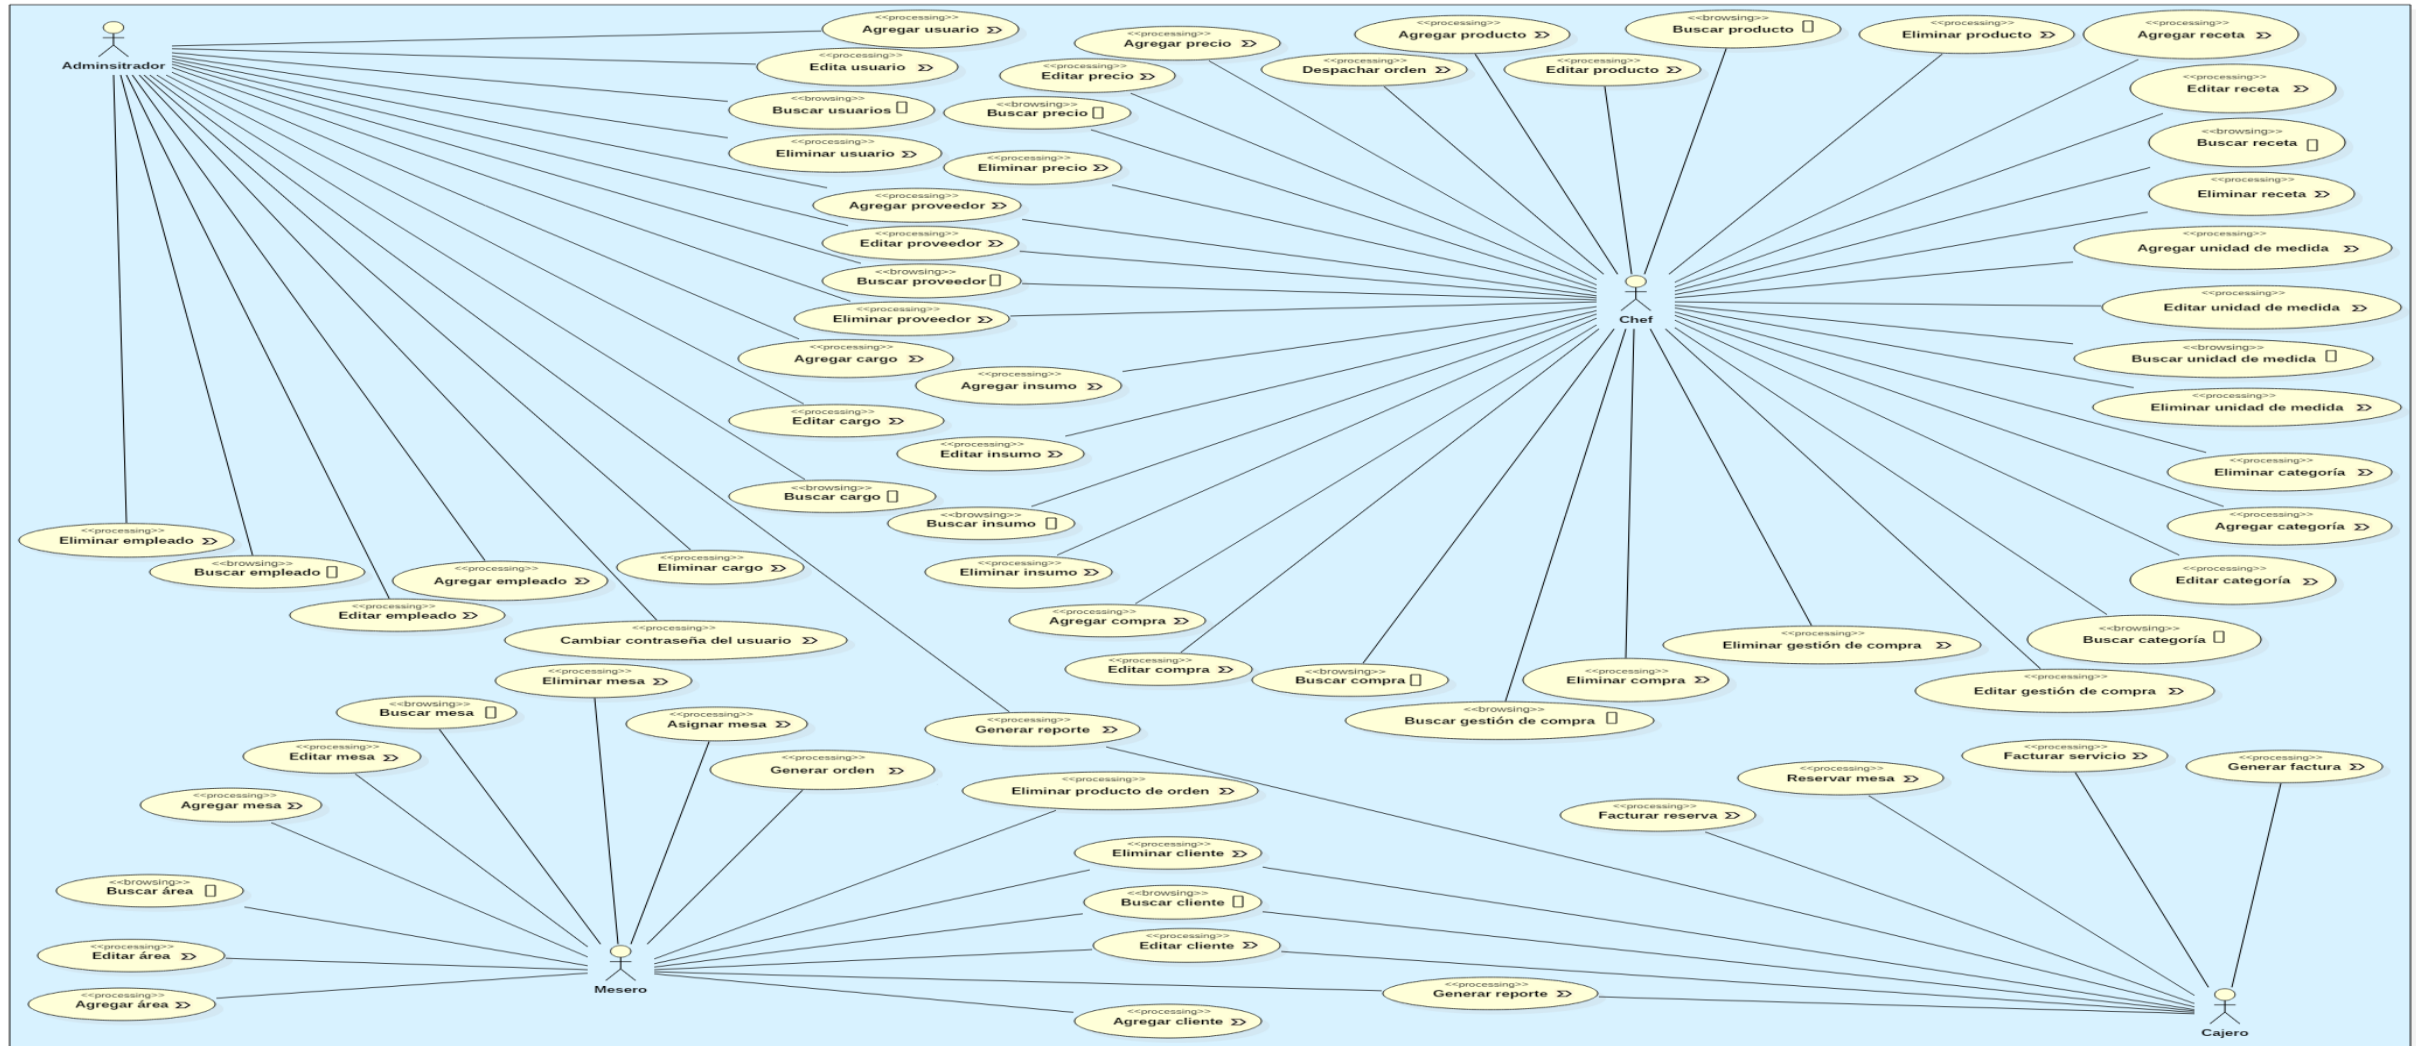 <<processing>>
Agregar usuario
<<processing>>
Edita usuario
<<browsing>>
Buscar usuarios
<<processing>>
Eliminar usuario
Adminsitrador
<<processing>>
Agregar precio
<<processing>>
Editar precio
<<browsing>>
Buscar precio
<<processing>>
Eliminar precio
<<processing>>
Agregar producto
<<processing>>
Despachar orden
<<processing>>
Editar producto
<<browsing>>
Buscar producto
<<processing>>
Eliminar producto
<<processing>>
Agregar receta
<<processing>>
Editar receta
<<browsing>>
Buscar receta
<<processing>>
Eliminar receta
<<processing>>
Agregar proveedor
<<processing>>
Editar proveedor
<<browsing>>
Buscar proveedor
<<processing>>
Eliminar proveedor
<<processing>>
Agregar unidad de medida
<<processing>>
Editar unidad de medida
<<browsing>>
Buscar unidad de medida
<<processing>>
Eliminar unidad de medida
Chef
<<processing>>
Agregar cargo
<<processing>>
Editar cargo
<<browsing>>
Buscar cargo
<<processing>>
Eliminar cargo
<<processing>>
Agregar insumo
<<processing>>
Editar insumo
<<browsing>>
Buscar insumo
<<processing>>
Eliminar insumo
<<processing>>
Eliminar categoría
<<processing>>
Agregar categoría
<<processing>>
Editar categoría
<<browsing>>
Buscar categoría
<<processing>>
Eliminar empleado
<<browsing>>
Buscar empleado
<<processing>>
Agregar empleado
<<processing>>
Editar empleado
<<processing>>
Cambiar contraseña del usuario
<<processing>>
Agregar compra
<<processing>>
Editar compra
<<browsing>>
Buscar compra
<<processing>>
Eliminar compra
<<processing>>
Eliminar gestión de compra
<<processing>>
Editar gestión de compra
<<browsing>>
Buscar gestión de compra
<<processing>>
Eliminar mesa
<<browsing>>
Buscar mesa
<<processing>>
Asignar mesa
<<processing>>
Generar reporte
<<processing>>
Editar mesa
<<processing>>
Generar orden
<<processing>>
Agregar mesa
<<processing>>
Eliminar producto de orden
<<processing>>
Facturar servicio
<<processing>>
Generar factura
<<processing>>
Reservar mesa
<<processing>>
Facturar reserva
<<browsing>>
Buscar área
<<processing>>
Editar área
<<processing>>
Agregar área
Mesero
<<processing>>
Eliminar cliente
<<browsing>>
Buscar cliente
<<processing>>
Editar cliente
<<processing>>
Generar reporte
<<processing>>
Agregar cliente
Cajero